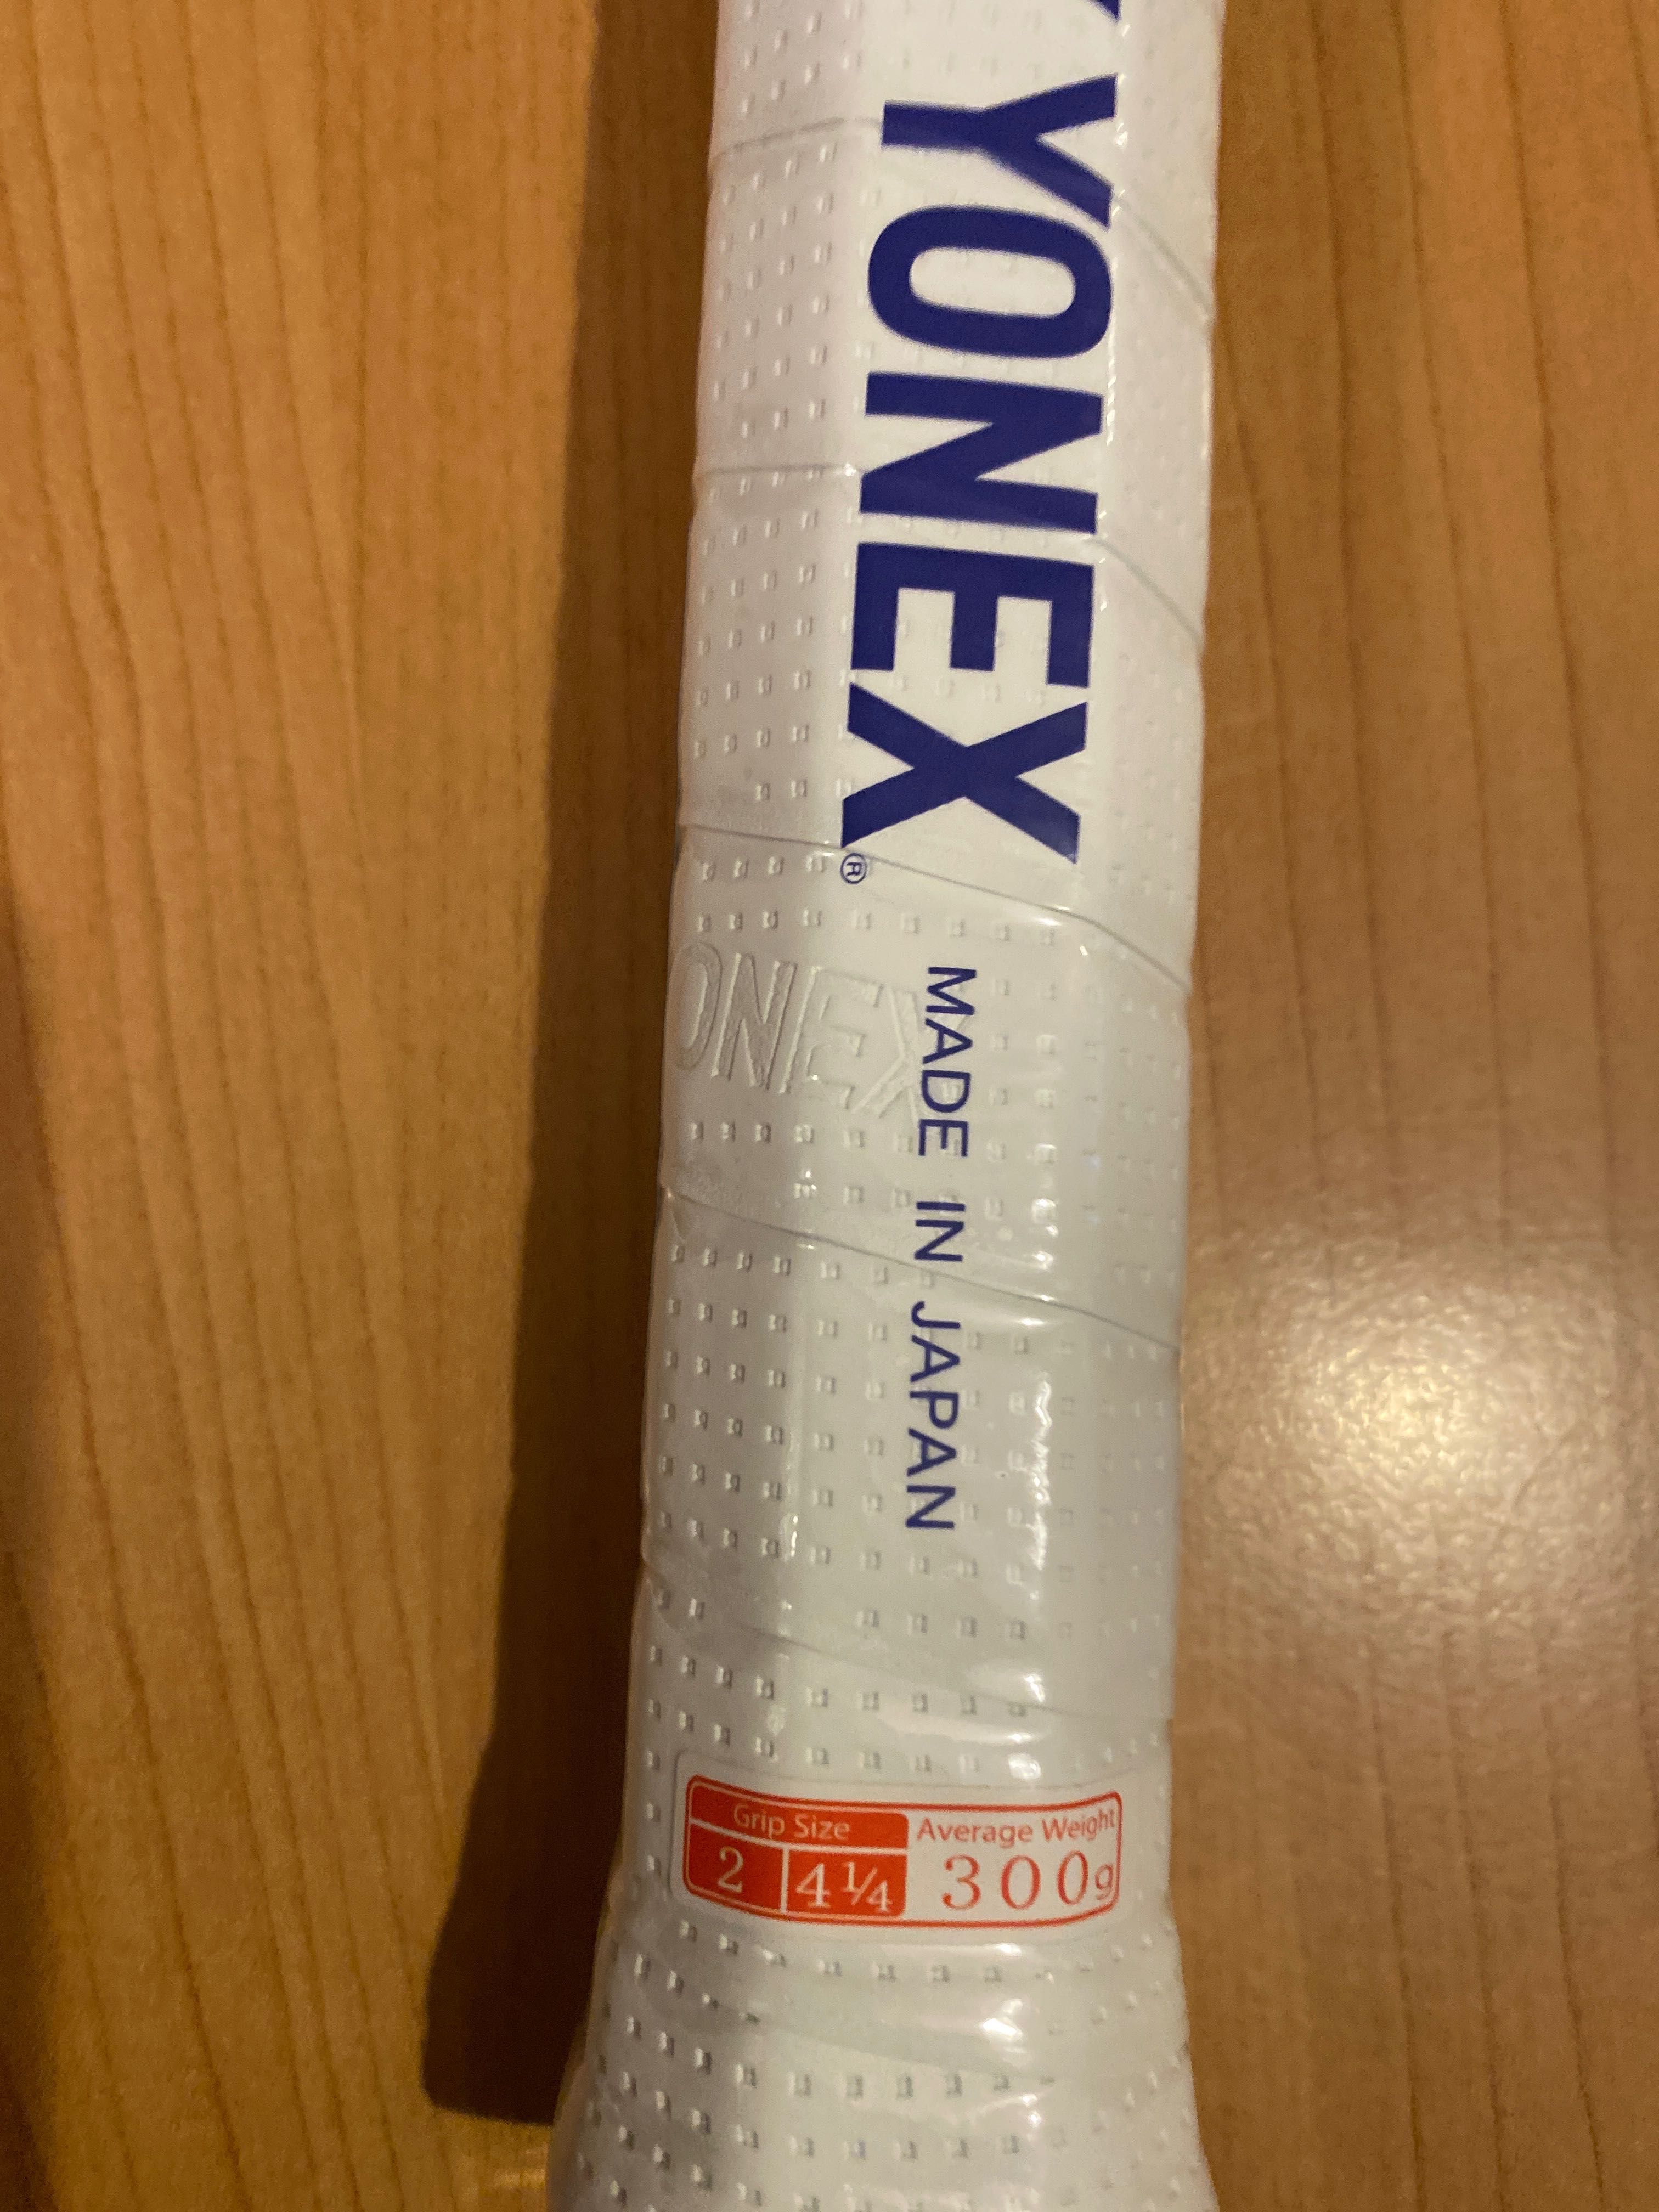 YONEX®
ONEX
MADE IN JAPAN
Grip Size
Average Weight
2
4 1/4
300g